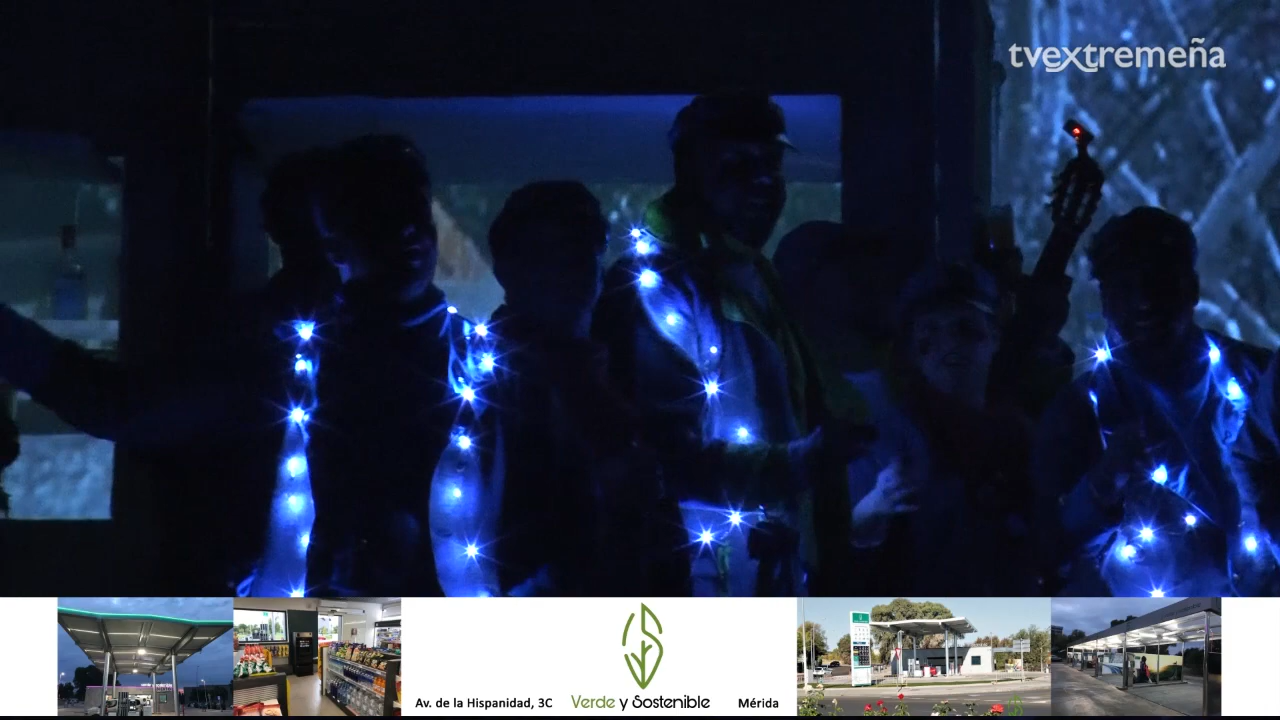 tvextremeña
Av. de la Hispanidad, 3C
Verde y Sostenible
Mérida